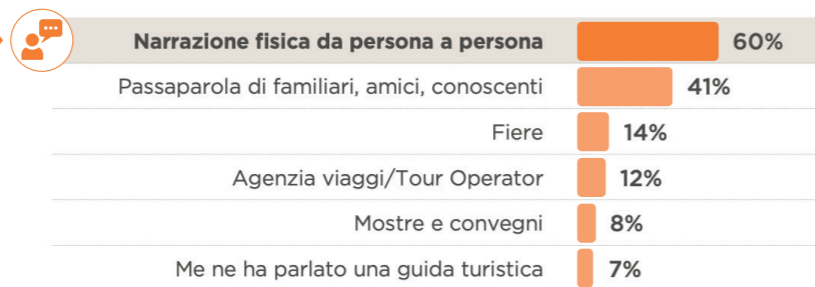 Narrazione fisica da persona a persona 60%
Passaparola di familiari, amici, conoscenti 41%
Fiere 14%
Agenzia viaggi/Tour Operator 12%
Mostre e convegni 8%
Me ne ha parlato una guida turistica 7%